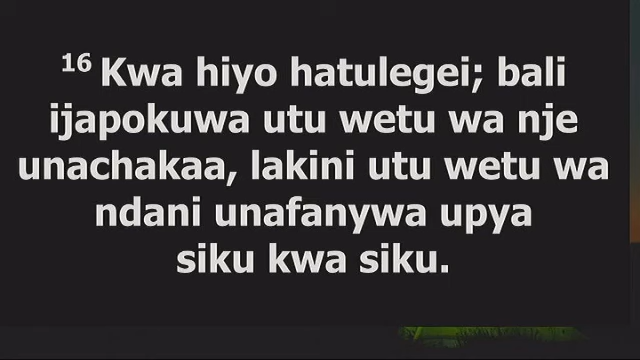 16 Kwa hiyo hatulegei; bali
ijapokuwa utu wetu wa nje
unachakaa, lakini utu wetu wa
ndani unafanywa upya
siku kwa siku.